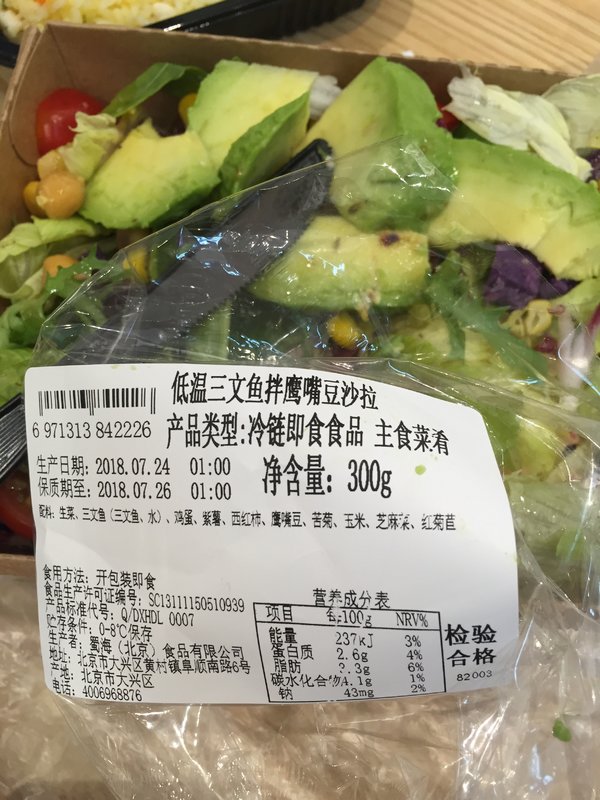 低温三文鱼拌鹰嘴豆沙拉
6 971313 842226
产品类型:冷链即食食品 主食菜肴
生产日期: 2018.07.24 01:00
保质期至: 2018.07.26 01:00
净含量: 300g
配料: 生菜、三文鱼(三文鱼、水)、鸡蛋、紫薯、西红柿、鹰嘴豆、苦菊、玉米、芝麻菜、红菊苣
食用方法: 开包装即食
食品生产许可证编号: SC13111150510939
产品标准代号: Q/DXHDL 0007
贮存条件: 0-8℃保存
生产者: 蜀海(北京)食品有限公司
地址: 北京市大兴区黄村镇阜顺南路6号
产地: 北京市大兴区
电话: 4006968876
营养成分表
项目 每100g NRV%
能量 237KJ 3%
蛋白质 2.6g 4%
脂肪 6%
碳水化合物4.1g 1%
钠 43mg 2%
检验
合格
82003